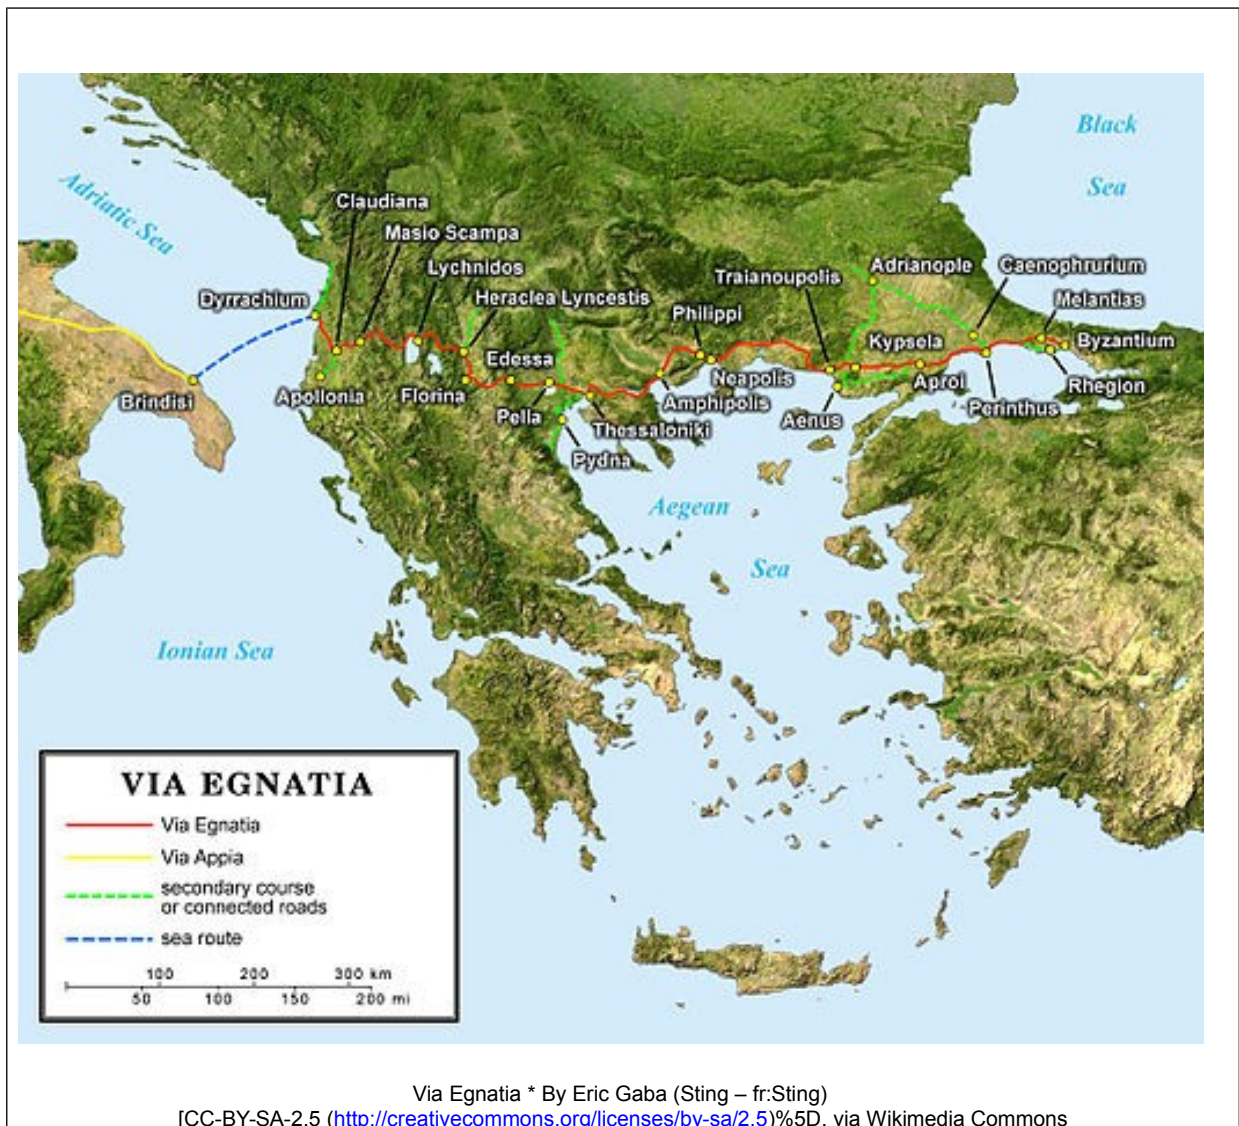 Black
Sea
Adriatic Sea
Claudiana
Masio Scampa
Lychnidos
Heraclea Lyncestis
Dyrrachium
Traianoupolis
Adrianople
Caenophrurium
Melantias
Philippi
Byzantium
Kypsela
Edessa
Neapolis
Aproi
Rhegion
Brindisi
Apollonia
Florina
Pella
Amphipolis
Perinthus
Aenus
Thessaloniki
Pydna
Aegean
Sea
Ionian Sea
VIA EGNATIA
Via Egnatia
Via Appia
secondary course
or connected roads
sea route
100 200 300 km
50 100 150 200 mi
Via Egnatia * By Eric Gaba (Sting – fr:Sting)
[CC-BY-SA-2.5 (http://creativecommons.org/licenses/by-sa/2.5)%5D, via Wikimedia Commons